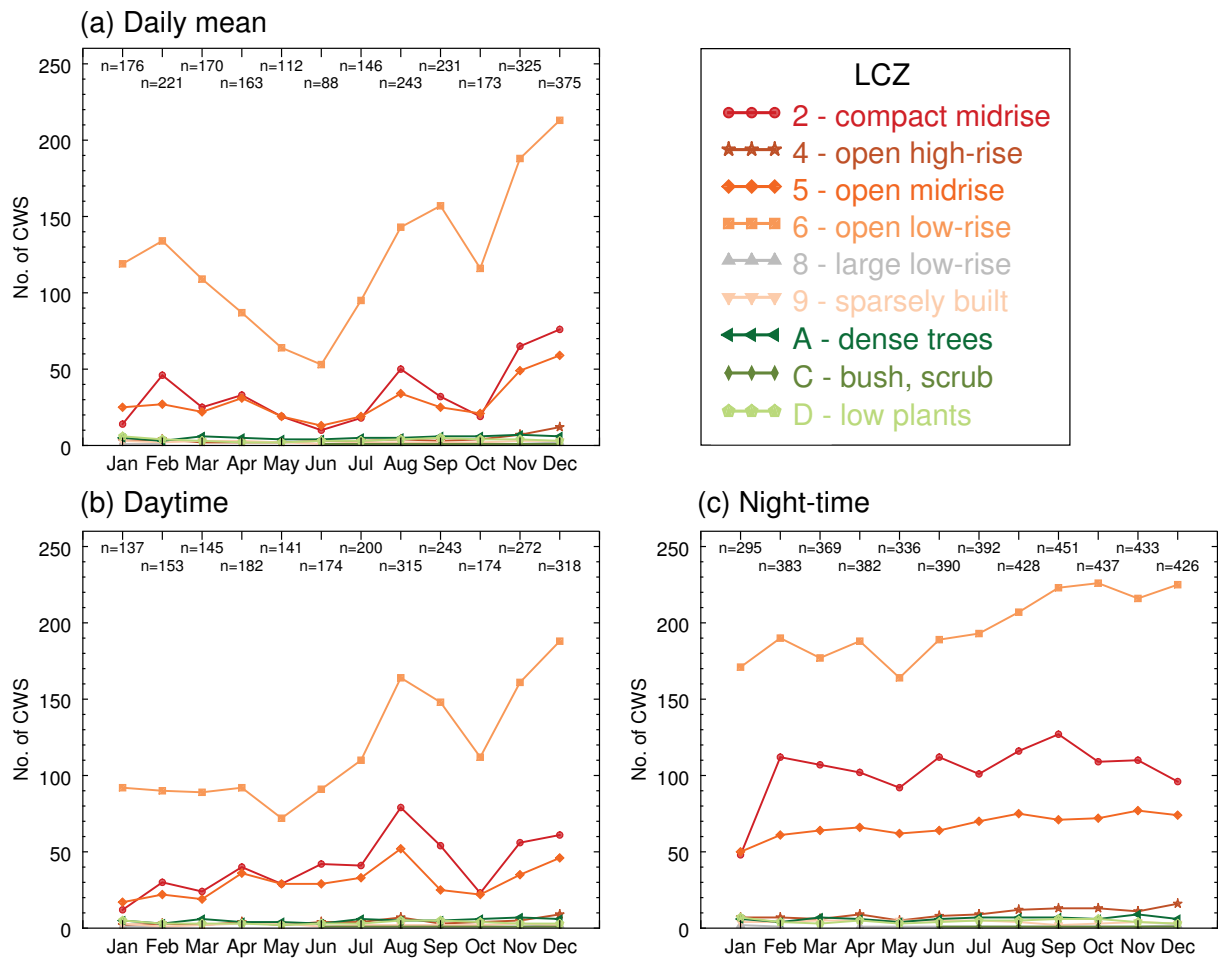 (a) Daily mean
250
200
150
100
50
0
No. of CWS
n=176 n=170 n=112 n=146 n=231 n=325
n=221 n=163 n=88 n=243 n=173 n=375
Jan Feb Mar Apr May Jun Jul Aug Sep Oct Nov Dec
LCZ
2 - compact midrise
4 - open high-rise
5 - open midrise
6 - open low-rise
8 - large low-rise
9 - sparsely built
A - dense trees
C - bush, scrub
D - low plants
(b) Daytime
250
200
150
100
50
0
No. of CWS
n=137 n=145 n=141 n=200 n=243 n=272
n=153 n=182 n=174 n=315 n=174 n=318
Jan Feb Mar Apr May Jun Jul Aug Sep Oct Nov Dec
(c) Night-time
250
200
150
100
50
0
No. of CWS
n=295 n=369 n=336 n=392 n=451 n=433
n=383 n=382 n=390 n=428 n=437 n=426
Jan Feb Mar Apr May Jun Jul Aug Sep Oct Nov Dec